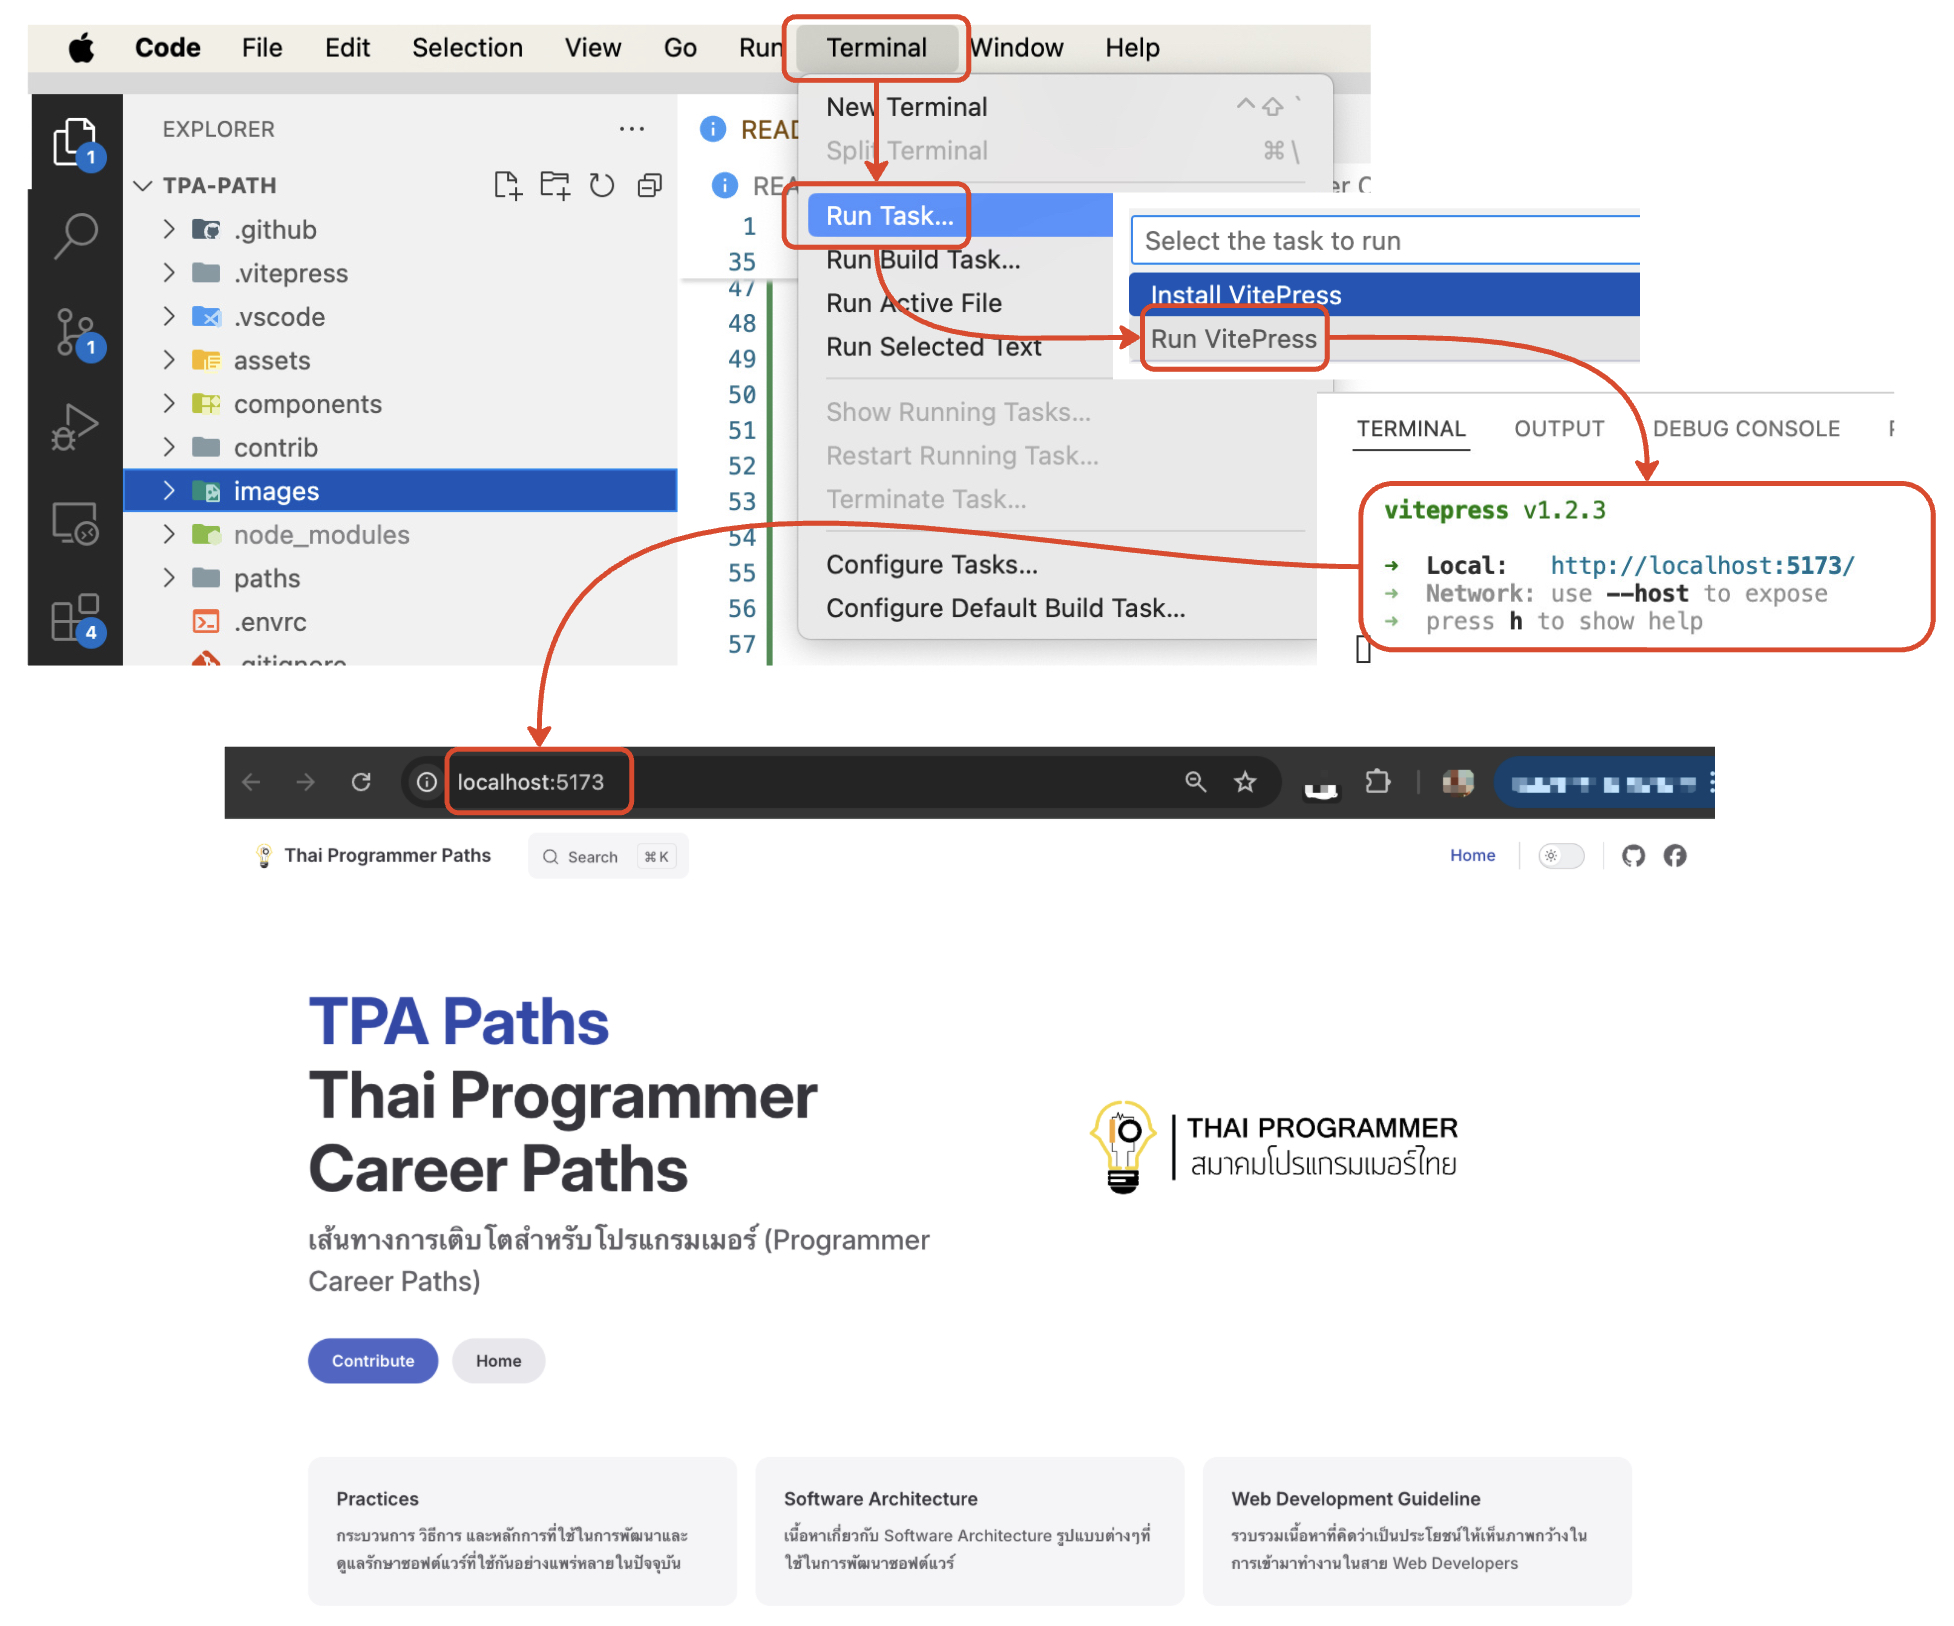 Code File Edit Selection View Go Run Terminal Window Help
EXPLORER
TPA-PATH
.github
.vitepress
.vscode
assets
components
contrib
images
node_modules
paths
.envrc
.gitignore
1
1
4
1
35
47
48
49
50
51
52
53
54
55
56
57
New Terminal ^⇧`
Split Terminal ⌘\
Run Task...
Run Build Task...
Run Active File
Run Selected Text
Show Running Tasks...
Restart Running Task...
Terminate Task...
Configure Tasks...
Configure Default Build Task...
Select the task to run
Install VitePress
Run VitePress
TERMINAL OUTPUT DEBUG CONSOLE
vitepress v1.2.3
➜ Local: http://localhost:5173/
➜ Network: use --host to expose
➜ press h to show help
localhost:5173
Thai Programmer Paths
Search ⌘K
Home
TPA Paths
Thai Programmer
Career Paths
เส้นทางการเติบโตสำหรับโปรแกรมเมอร์ (Programmer
Career Paths)
THAI PROGRAMMER
สมาคมโปรแกรมเมอร์ไทย
Contribute Home
Practices
กระบวนการ วิธีการ และหลักการที่ใช้ในการพัฒนาและ
ดูแลรักษาซอฟต์แวร์ที่ใช้กันอย่างแพร่หลายในปัจจุบัน
Software Architecture
เนื้อหาเกี่ยวกับ Software Architecture รูปแบบต่างๆที่
ใช้ในการพัฒนาซอฟต์แวร์
Web Development Guideline
รวบรวมเนื้อหาที่คิดว่าเป็นประโยชน์ให้เห็นภาพกว้างใน
การเข้ามาทำงานในสาย Web Developers